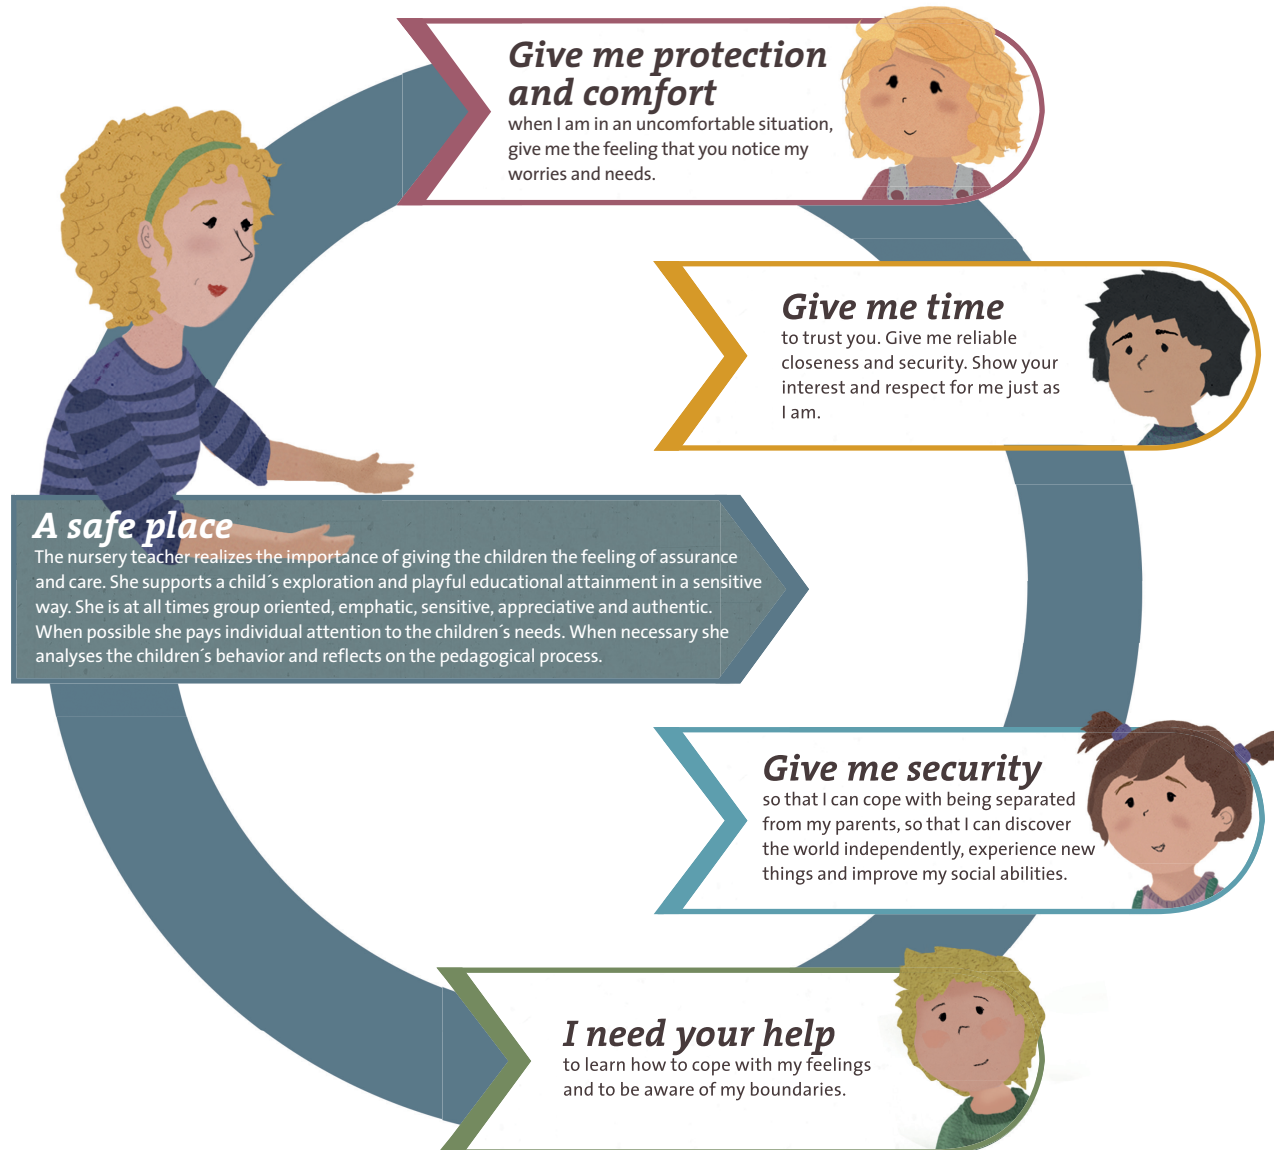 Give me protection
and comfort
when I am in an uncomfortable situation,
give me the feeling that you notice my
worries and needs.
Give me time
to trust you. Give me reliable
closeness and security. Show your
interest and respect for me just as
I am.
A safe place
The nursery teacher realizes the importance of giving the children the feeling of assurance
and care. She supports a child´s exploration and playful educational attainment in a sensitive
way. She is at all times group oriented, emphatic, sensitive, appreciative and authentic.
When possible she pays individual attention to the children´s needs. When necessary she
analyses the children´s behavior and reflects on the pedagogical process.
Give me security
so that I can cope with being separated
from my parents, so that I can discover
the world independently, experience new
things and improve my social abilities.
I need your help
to learn how to cope with my feelings
and to be aware of my boundaries.